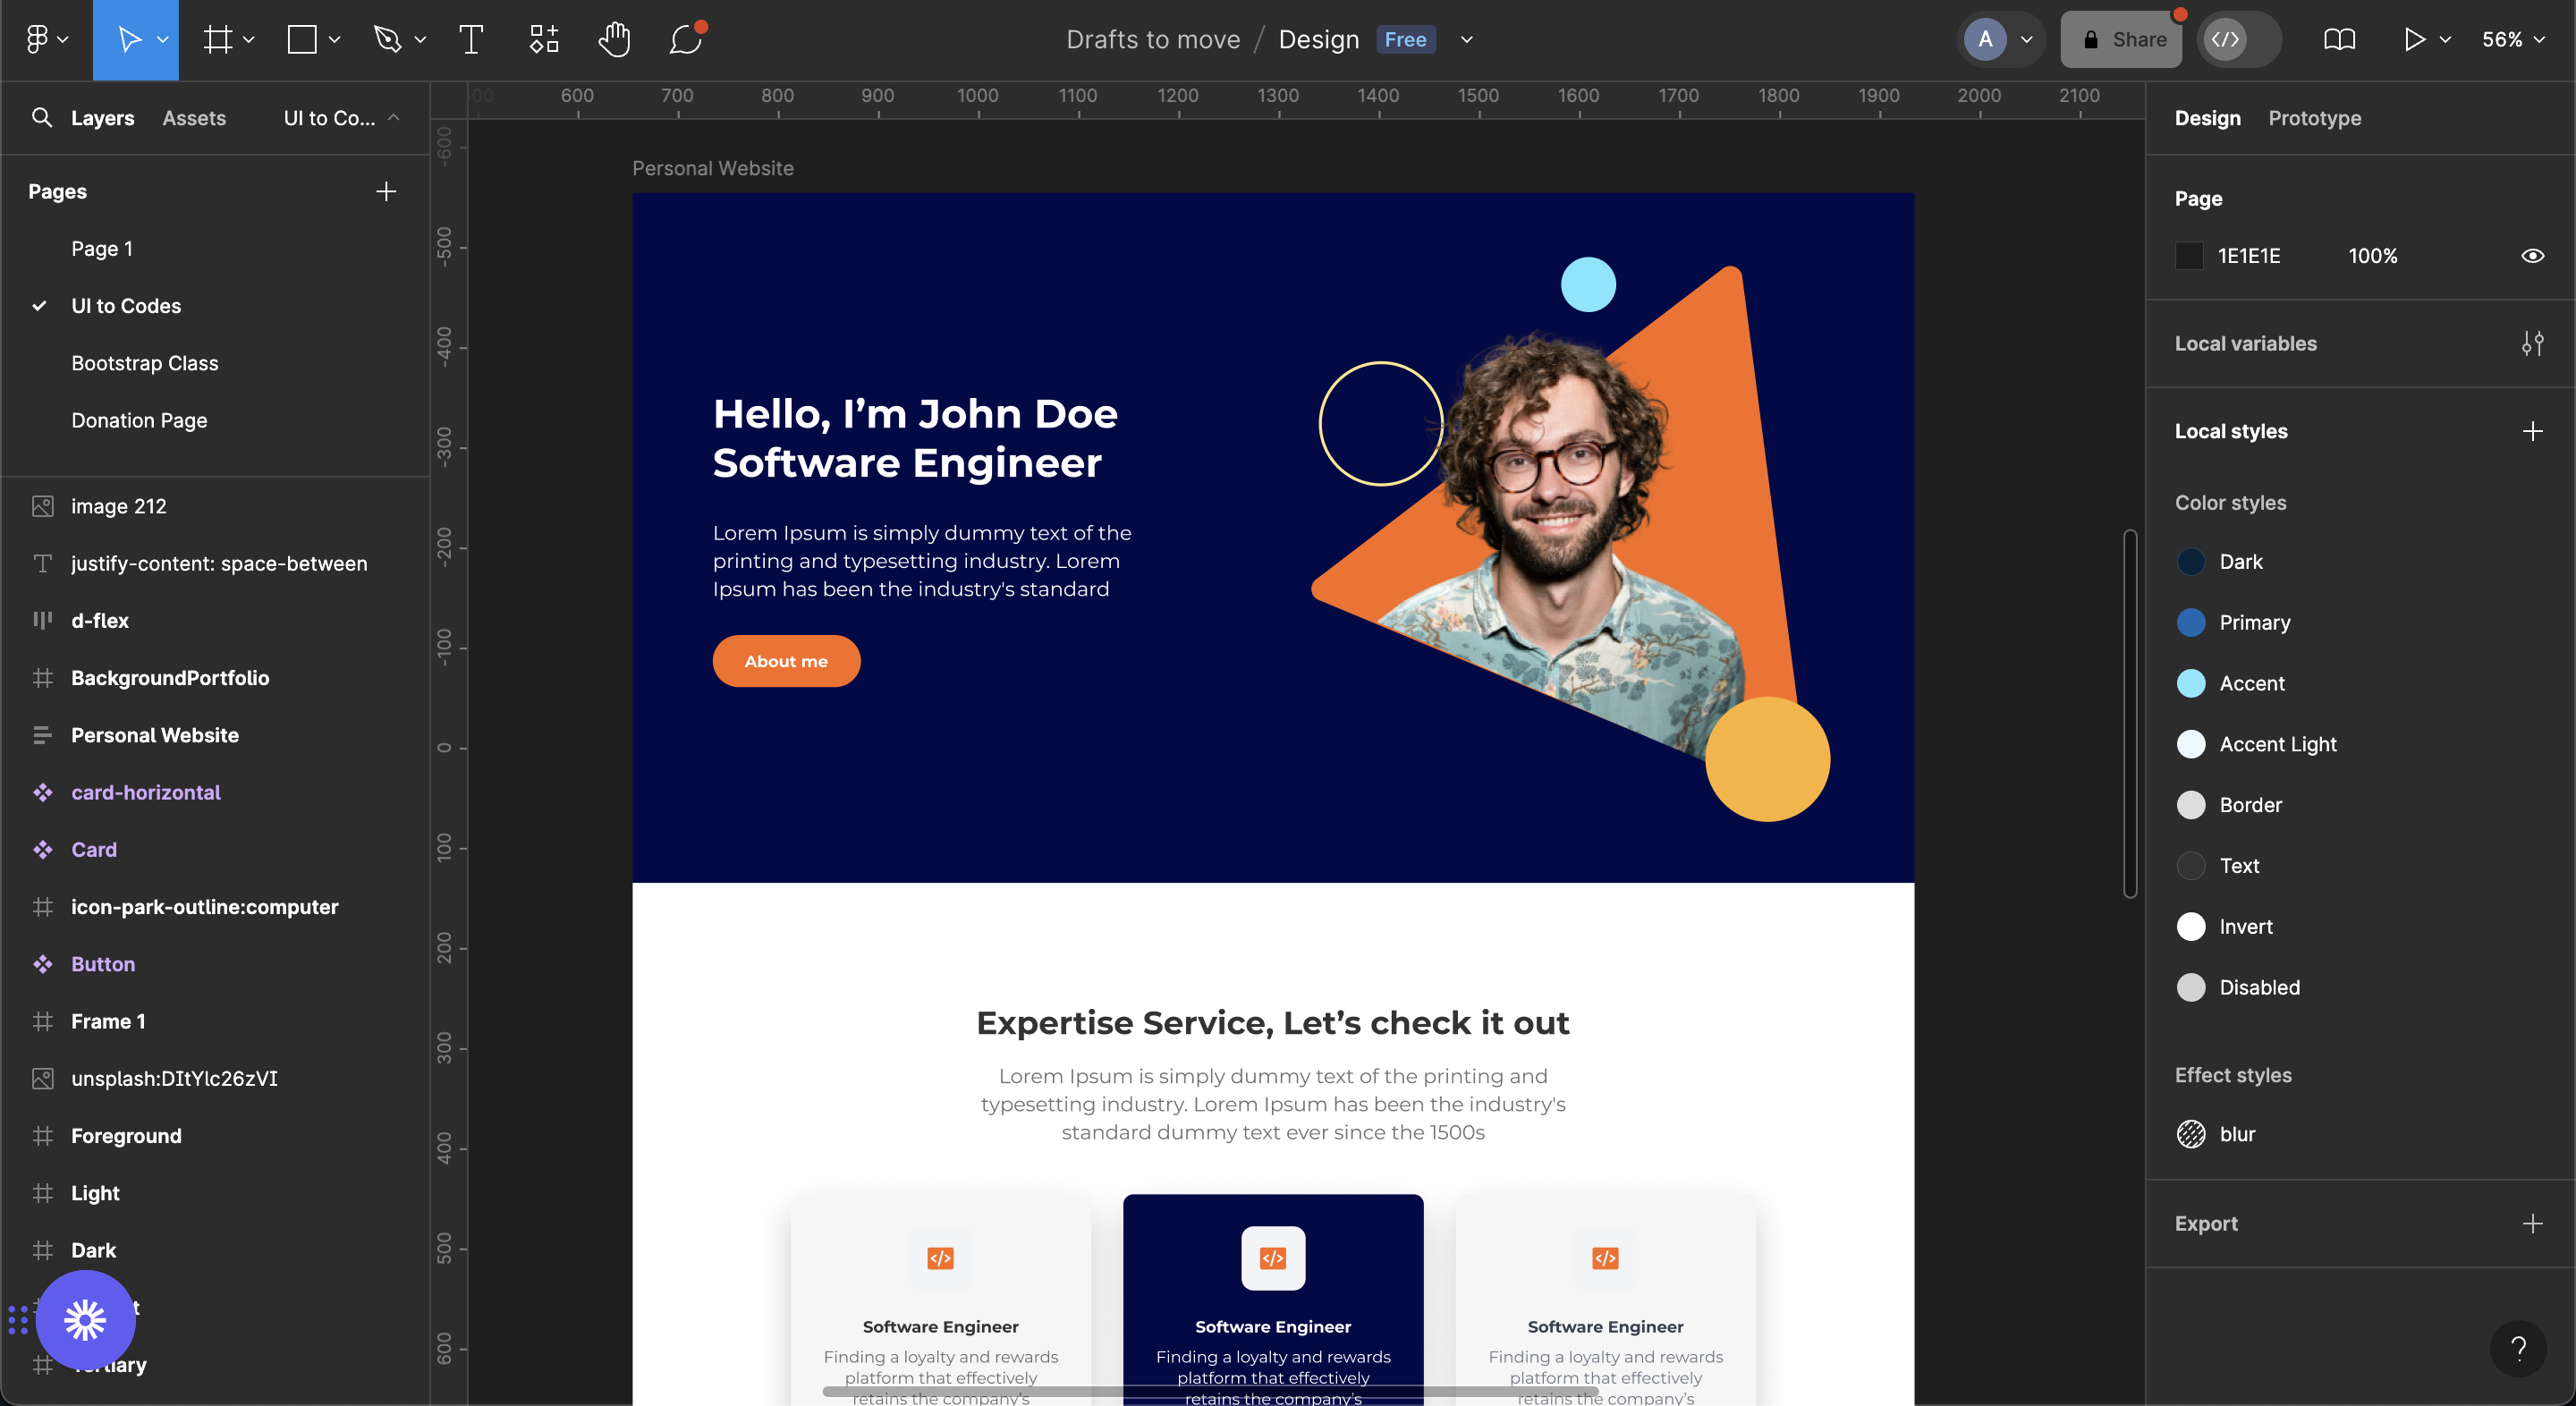 Drafts to move / Design Free
A
Share
56%
Layers Assets UI to Co...
Pages
Page 1
UI to Codes
Bootstrap Class
Donation Page
image 212
justify-content: space-between
d-flex
BackgroundPortfolio
Personal Website
card-horizontal
Card
icon-park-outline:computer
Button
Frame 1
unsplash:DItYlc26zVI
Foreground
Light
Dark
600 700 800 900 1000 1100 1200 1300 1400 1500 1600 1700 1800 1900 2000 2100
-600
-500
-400
-300
-200
-100
0
100
200
300
400
500
600
Personal Website
Hello, I’m John Doe
Software Engineer
Lorem Ipsum is simply dummy text of the
printing and typesetting industry. Lorem
Ipsum has been the industry's standard
About me
Expertise Service, Let’s check it out
Lorem Ipsum is simply dummy text of the printing and
typesetting industry. Lorem Ipsum has been the industry's
standard dummy text ever since the 1500s
</>
Software Engineer
Finding a loyalty and rewards
platform that effectively
retains the company’s
</>
Software Engineer
Finding a loyalty and rewards
platform that effectively
retains the company’s
</>
Software Engineer
Finding a loyalty and rewards
platform that effectively
retains the company’s
Design Prototype
Page
1E1E1E 100%
Local variables
Local styles
Color styles
Dark
Primary
Accent
Accent Light
Border
Text
Invert
Disabled
Effect styles
blur
Export
?